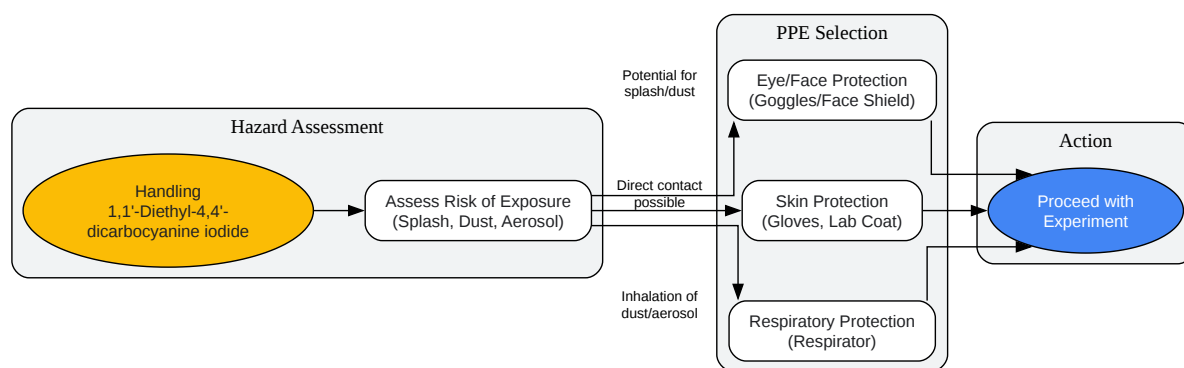 Hazard Assessment
Handling
1,1'-Diethyl-4,4'-
dicarbocyanine iodide
Assess Risk of Exposure
(Splash, Dust, Aerosol)
Potential for
splash/dust
Direct contact
possible
Inhalation of
dust/aerosol
PPE Selection
Eye/Face Protection
(Goggles/Face Shield)
Skin Protection
(Gloves, Lab Coat)
Respiratory Protection
(Respirator)
Action
Proceed with
Experiment